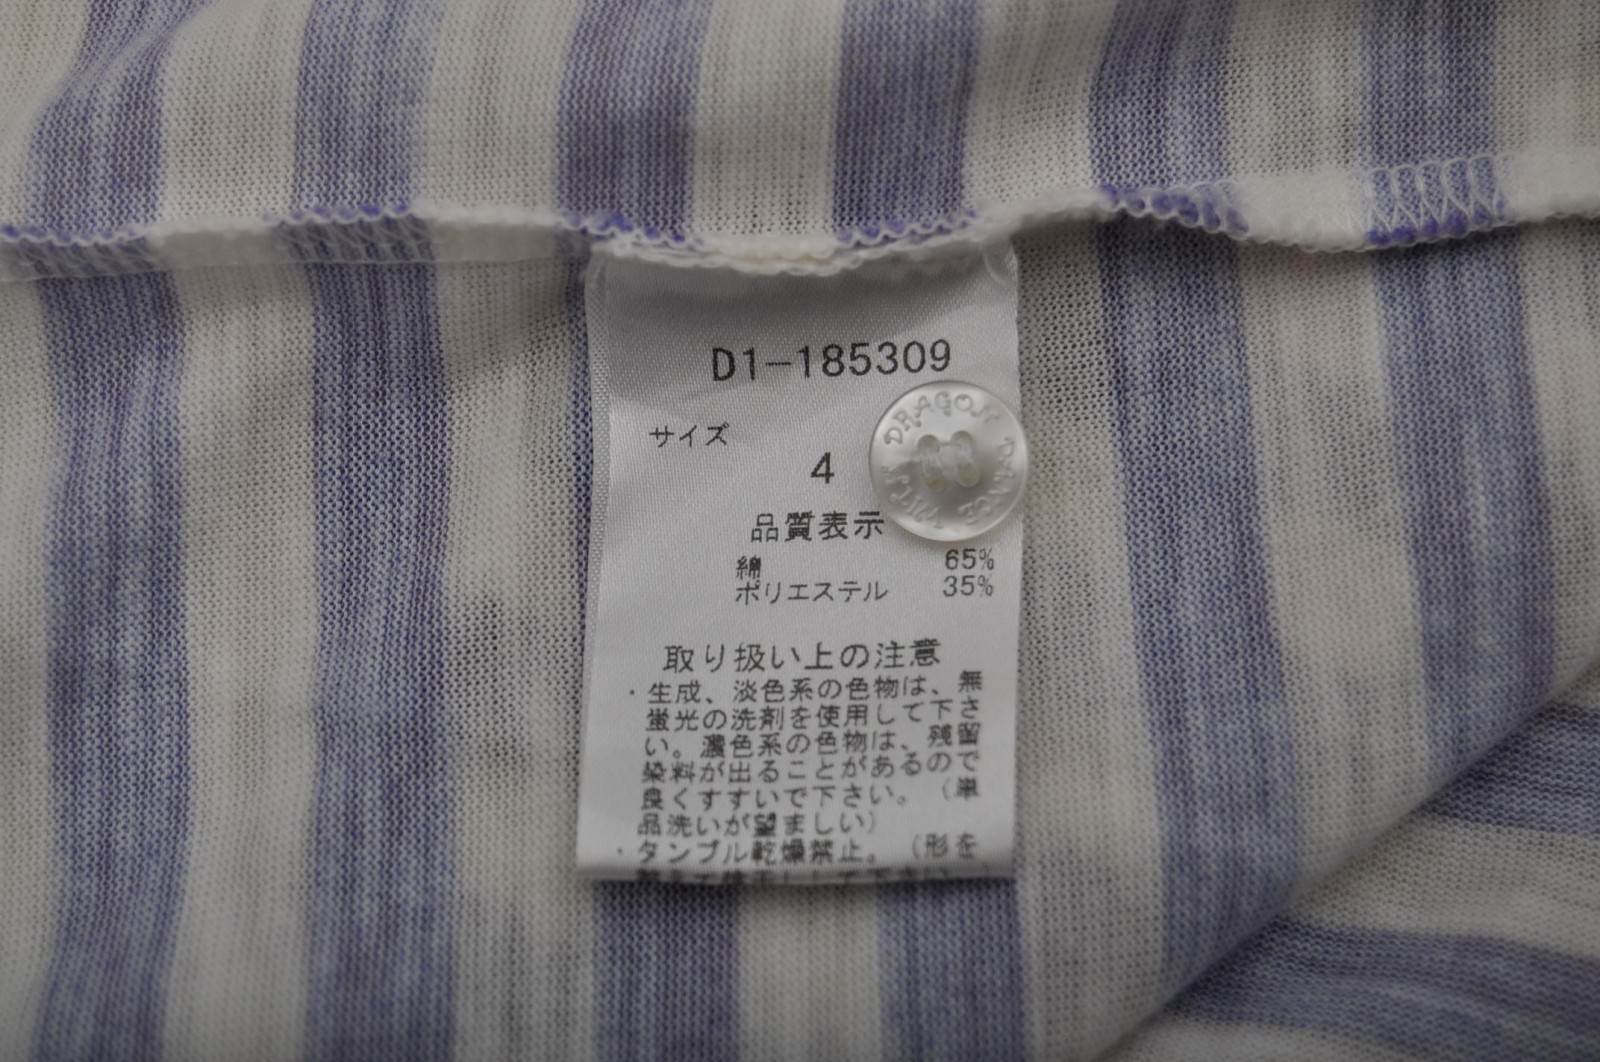 D1-185309
サイズ
4
DRAGON
品質表示
綿 65%
ポリエステル 35%
取り扱い上の注意
・生成、淡色系の色物は、無
蛍光の洗剤を使用して下さ
い。濃色系の色物は、残留
染料が出ることがあるので
良くすすいで下さい。（単
品洗いが望ましい）
・タンブル乾燥禁止。（形を